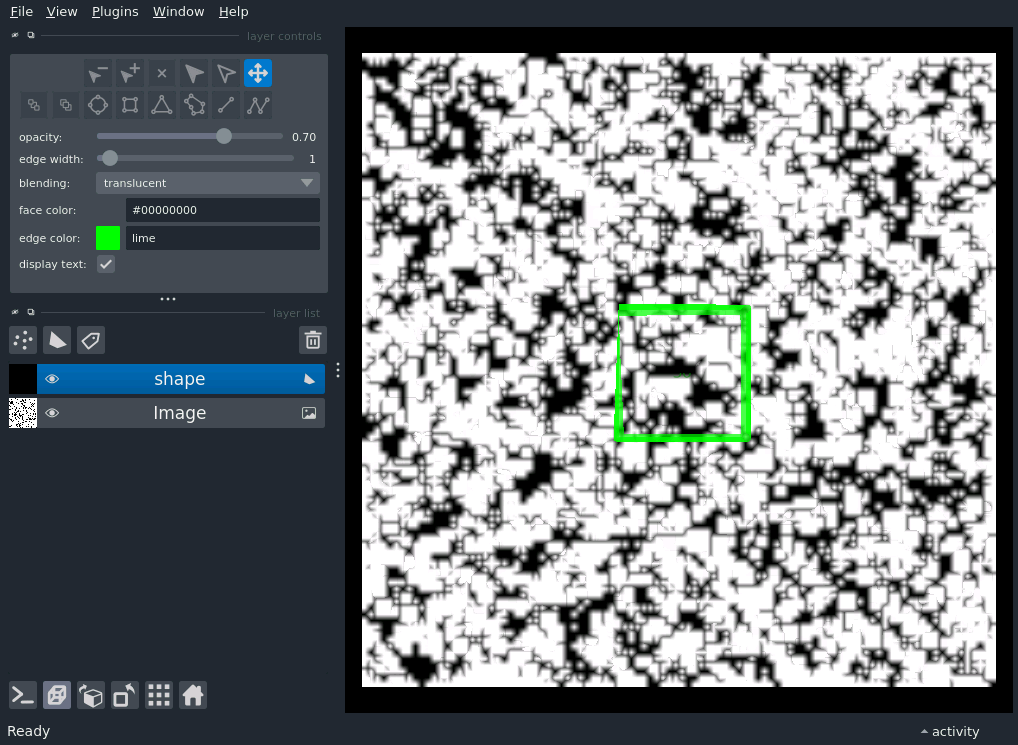 File View Plugins Window Help
layer controls
opacity: 0.70
edge width: 1
blending: translucent
face color: #00000000
edge color: lime
display text:
layer list
shape
Image
Ready
activity